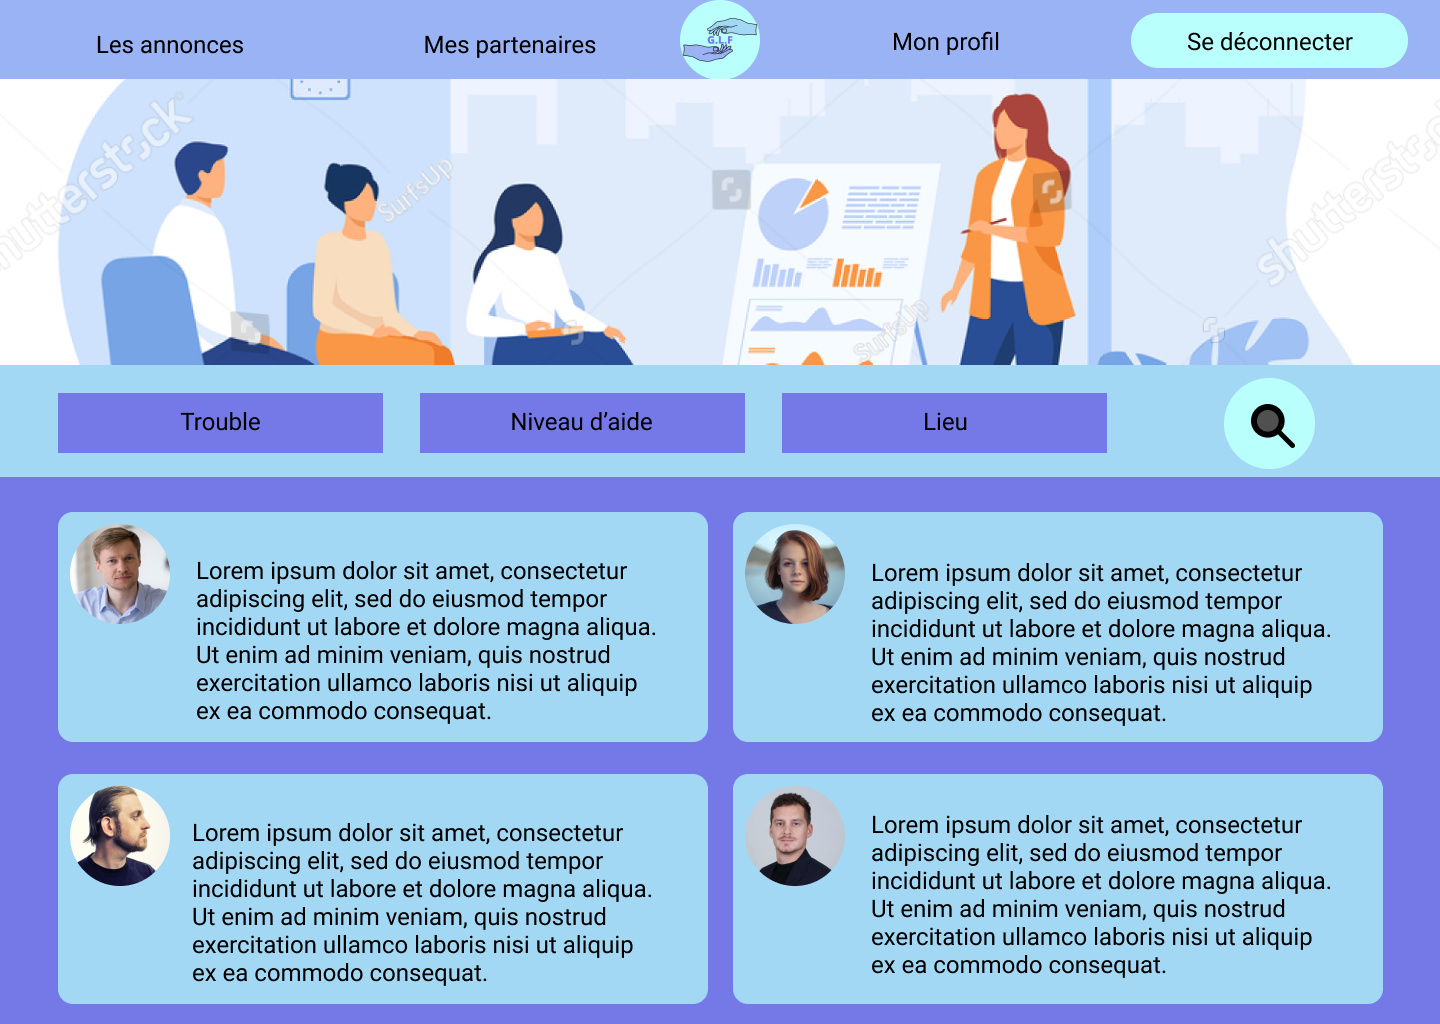 Les annonces
Mes partenaires
G.L.F
Mon profil
Se déconnecter
shutterstock
SurfsUp
shutterstock
SurfsUp
Trouble
Niveau d’aide
Lieu
Lorem ipsum dolor sit amet, consectetur
adipiscing elit, sed do eiusmod tempor
incididunt ut labore et dolore magna aliqua.
Ut enim ad minim veniam, quis nostrud
exercitation ullamco laboris nisi ut aliquip
ex ea commodo consequat.
Lorem ipsum dolor sit amet, consectetur
adipiscing elit, sed do eiusmod tempor
incididunt ut labore et dolore magna aliqua.
Ut enim ad minim veniam, quis nostrud
exercitation ullamco laboris nisi ut aliquip
ex ea commodo consequat.
Lorem ipsum dolor sit amet, consectetur
adipiscing elit, sed do eiusmod tempor
incididunt ut labore et dolore magna aliqua.
Ut enim ad minim veniam, quis nostrud
exercitation ullamco laboris nisi ut aliquip
ex ea commodo consequat.
Lorem ipsum dolor sit amet, consectetur
adipiscing elit, sed do eiusmod tempor
incididunt ut labore et dolore magna aliqua.
Ut enim ad minim veniam, quis nostrud
exercitation ullamco laboris nisi ut aliquip
ex ea commodo consequat.